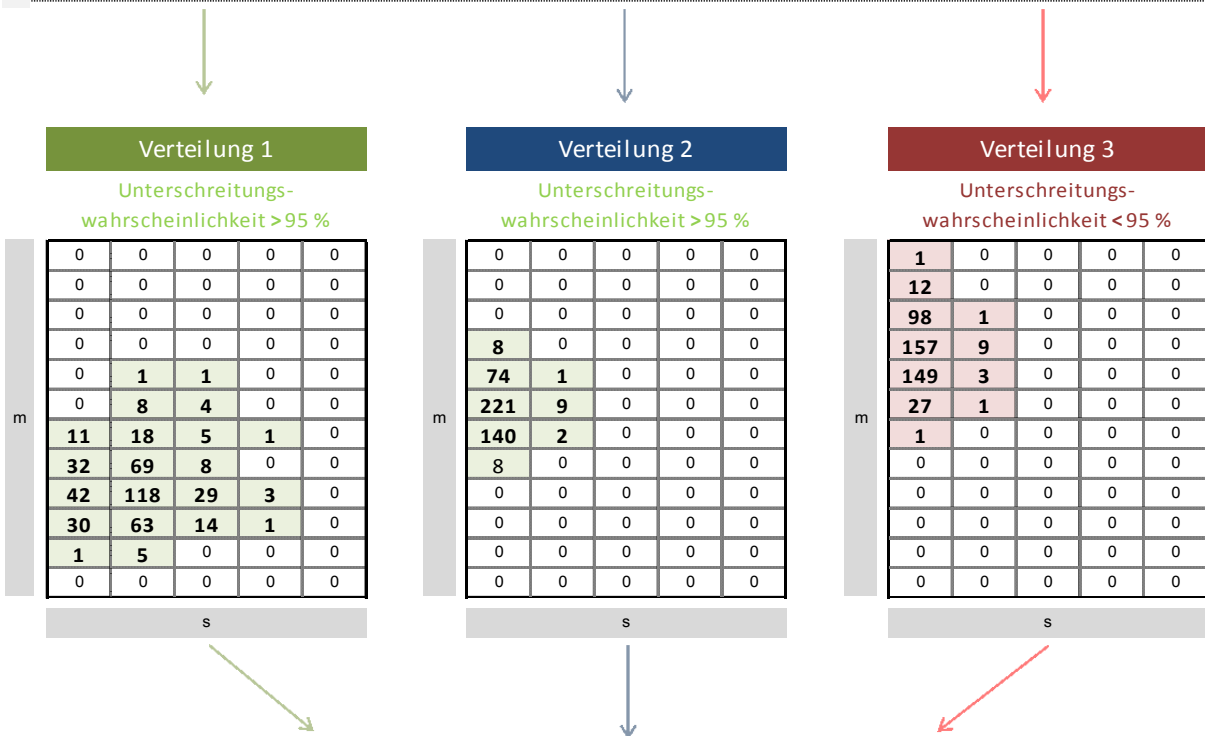 Verteilung 1
Unterschreitungs-
wahrscheinlichkeit > 95 %
0 0 0 0 0
0 0 0 0 0
0 0 0 0 0
0 0 0 0 0
0 1 1 0 0
0 8 4 0 0
m
11 18 5 1 0
32 69 8 0 0
42 118 29 3 0
30 63 14 1 0
1 5 0 0 0
0 0 0 0 0
s
Verteilung 2
Unterschreitungs-
wahrscheinlichkeit > 95 %
0 0 0 0 0
0 0 0 0 0
0 0 0 0 0
8 0 0 0 0
74 1 0 0 0
221 9 0 0 0
m
140 2 0 0 0
8 0 0 0 0
0 0 0 0 0
0 0 0 0 0
0 0 0 0 0
0 0 0 0 0
s
Verteilung 3
Unterschreitungs-
wahrscheinlichkeit < 95 %
1 0 0 0 0
12 0 0 0 0
98 1 0 0 0
157 9 0 0 0
149 3 0 0 0
27 1 0 0 0
m
1 0 0 0 0
0 0 0 0 0
0 0 0 0 0
0 0 0 0 0
0 0 0 0 0
0 0 0 0 0
s